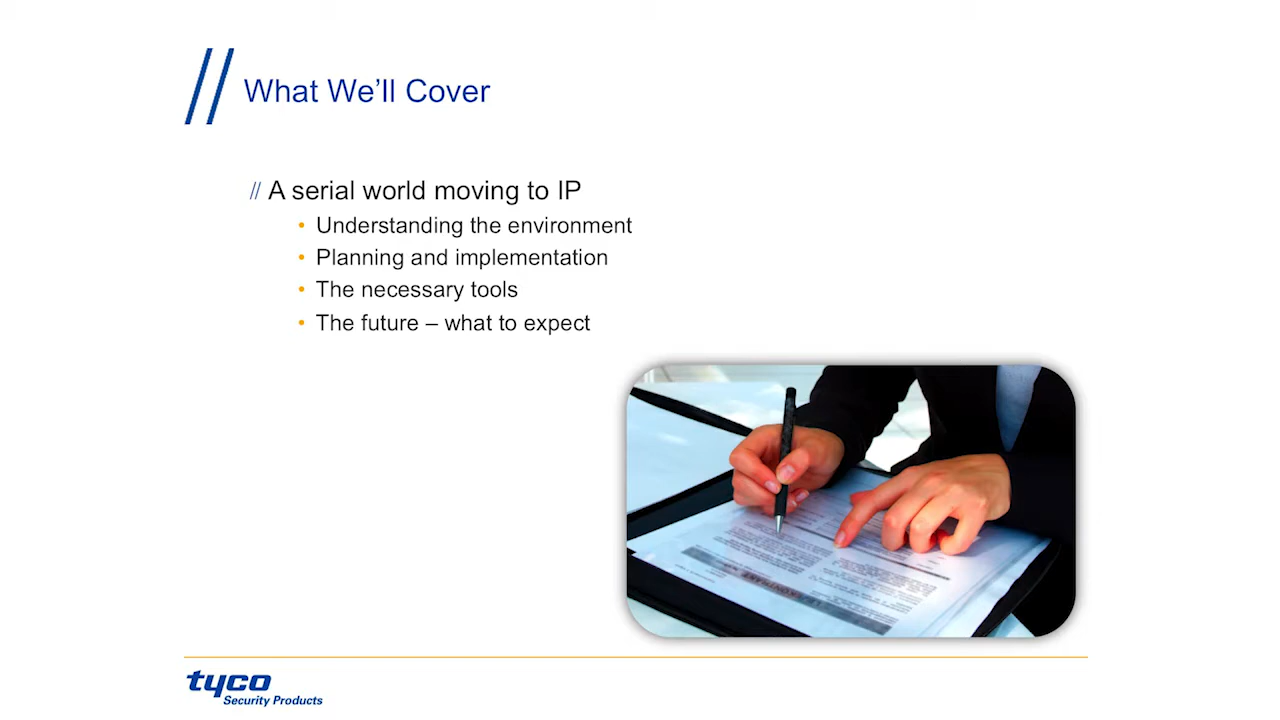 What We'll Cover
// A serial world moving to IP
• Understanding the environment
• Planning and implementation
• The necessary tools
• The future – what to expect
tyco
Security Products